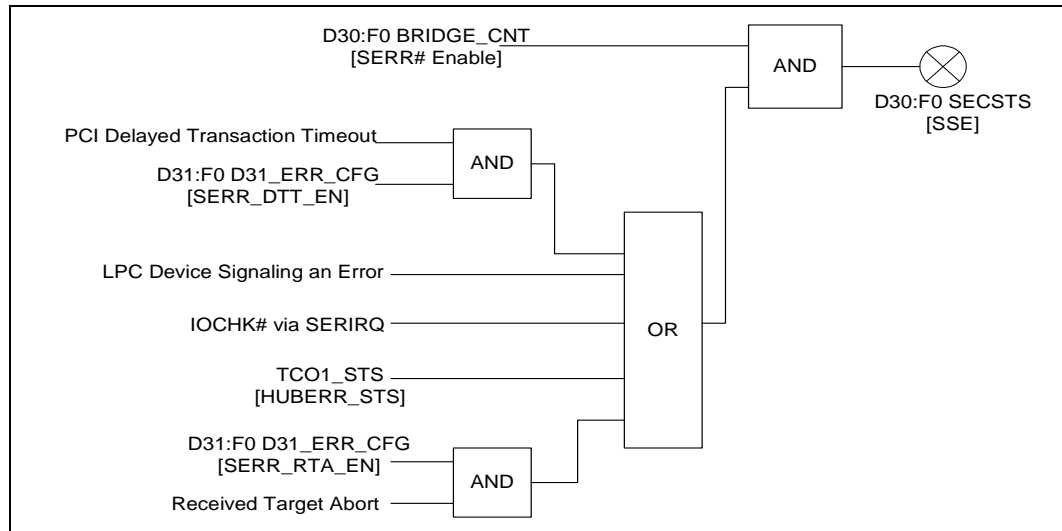 D30:F0 BRIDGE_CNT
[SERR# Enable]
AND
D30:F0 SECSTS
[SSE]
PCI Delayed Transaction Timeout
AND
D31:F0 D31_ERR_CFG
[SERR_DTT_EN]
LPC Device Signaling an Error
IOCHK# via SERIRQ
OR
TCO1_STS
[HUBERR_STS]
D31:F0 D31_ERR_CFG
[SERR_RTA_EN]
AND
Received Target Abort